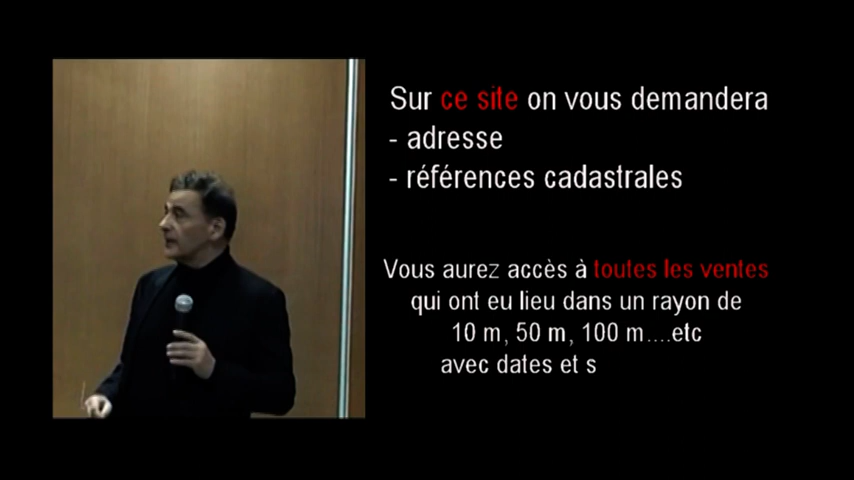 Sur ce site on vous demandera
- adresse
- références cadastrales
Vous aurez accès à toutes les ventes
qui ont eu lieu dans un rayon de
10 m, 50 m, 100 m....etc
avec dates et s